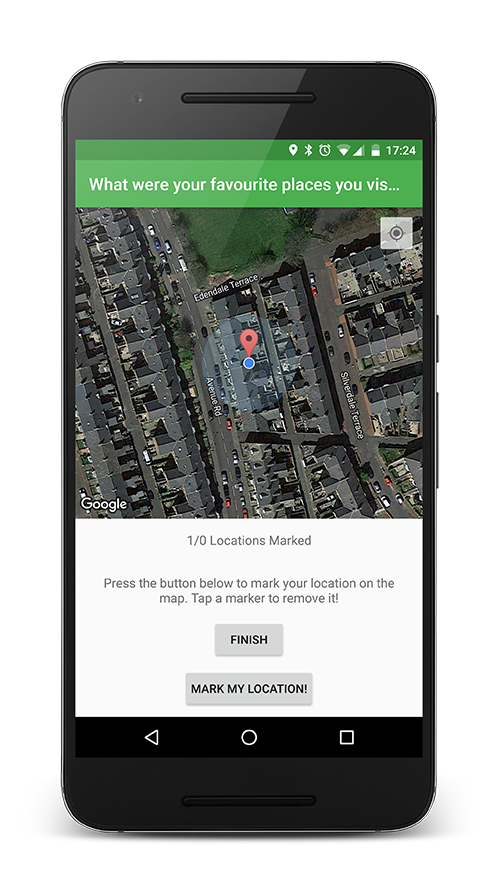 17:24
What were your favourite places you vis...
Edendale Terrace
Avenue Rd
Silverdale Terrace
Google
1/0 Locations Marked
Press the button below to mark your location on the
map. Tap a marker to remove it!
FINISH
MARK MY LOCATION!